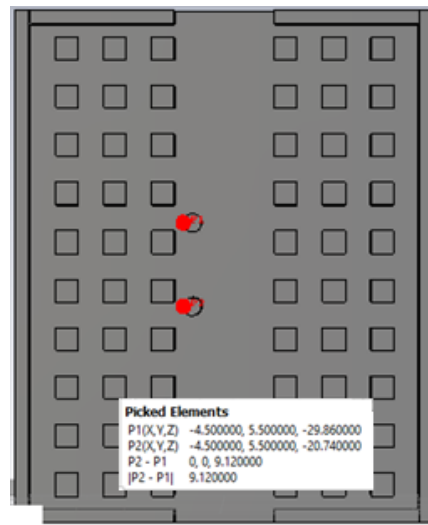 Picked Elements
P1(X,Y,Z) -4.500000, 5.500000, -29.860000
P2(X,Y,Z) -4.500000, 5.500000, -20.740000
P2 - P1 0, 0, 9.120000
|P2 - P1| 9.120000